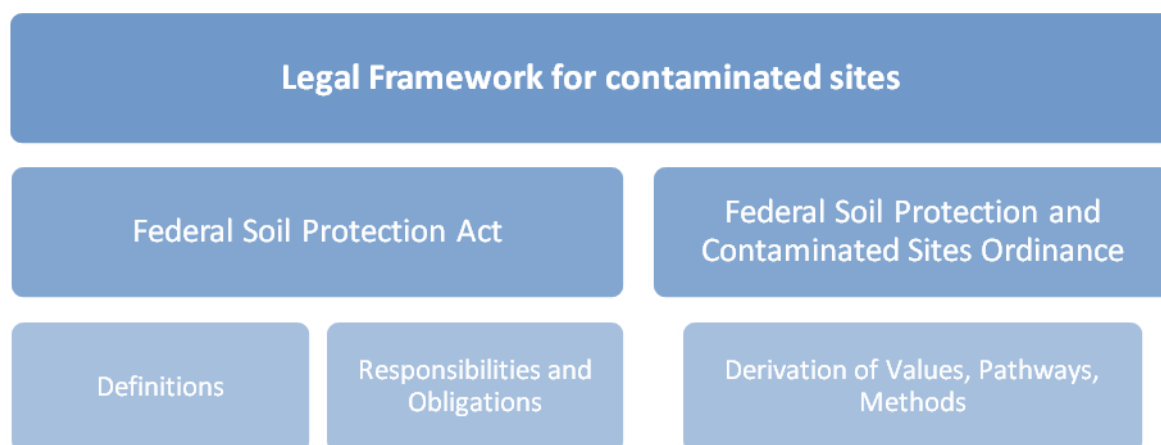 Legal Framework for contaminated sites
Federal Soil Protection Act
Federal Soil Protection and
Contaminated Sites Ordinance
Definitions
Responsibilities and
Obligations
Derivation of Values, Pathways,
Methods